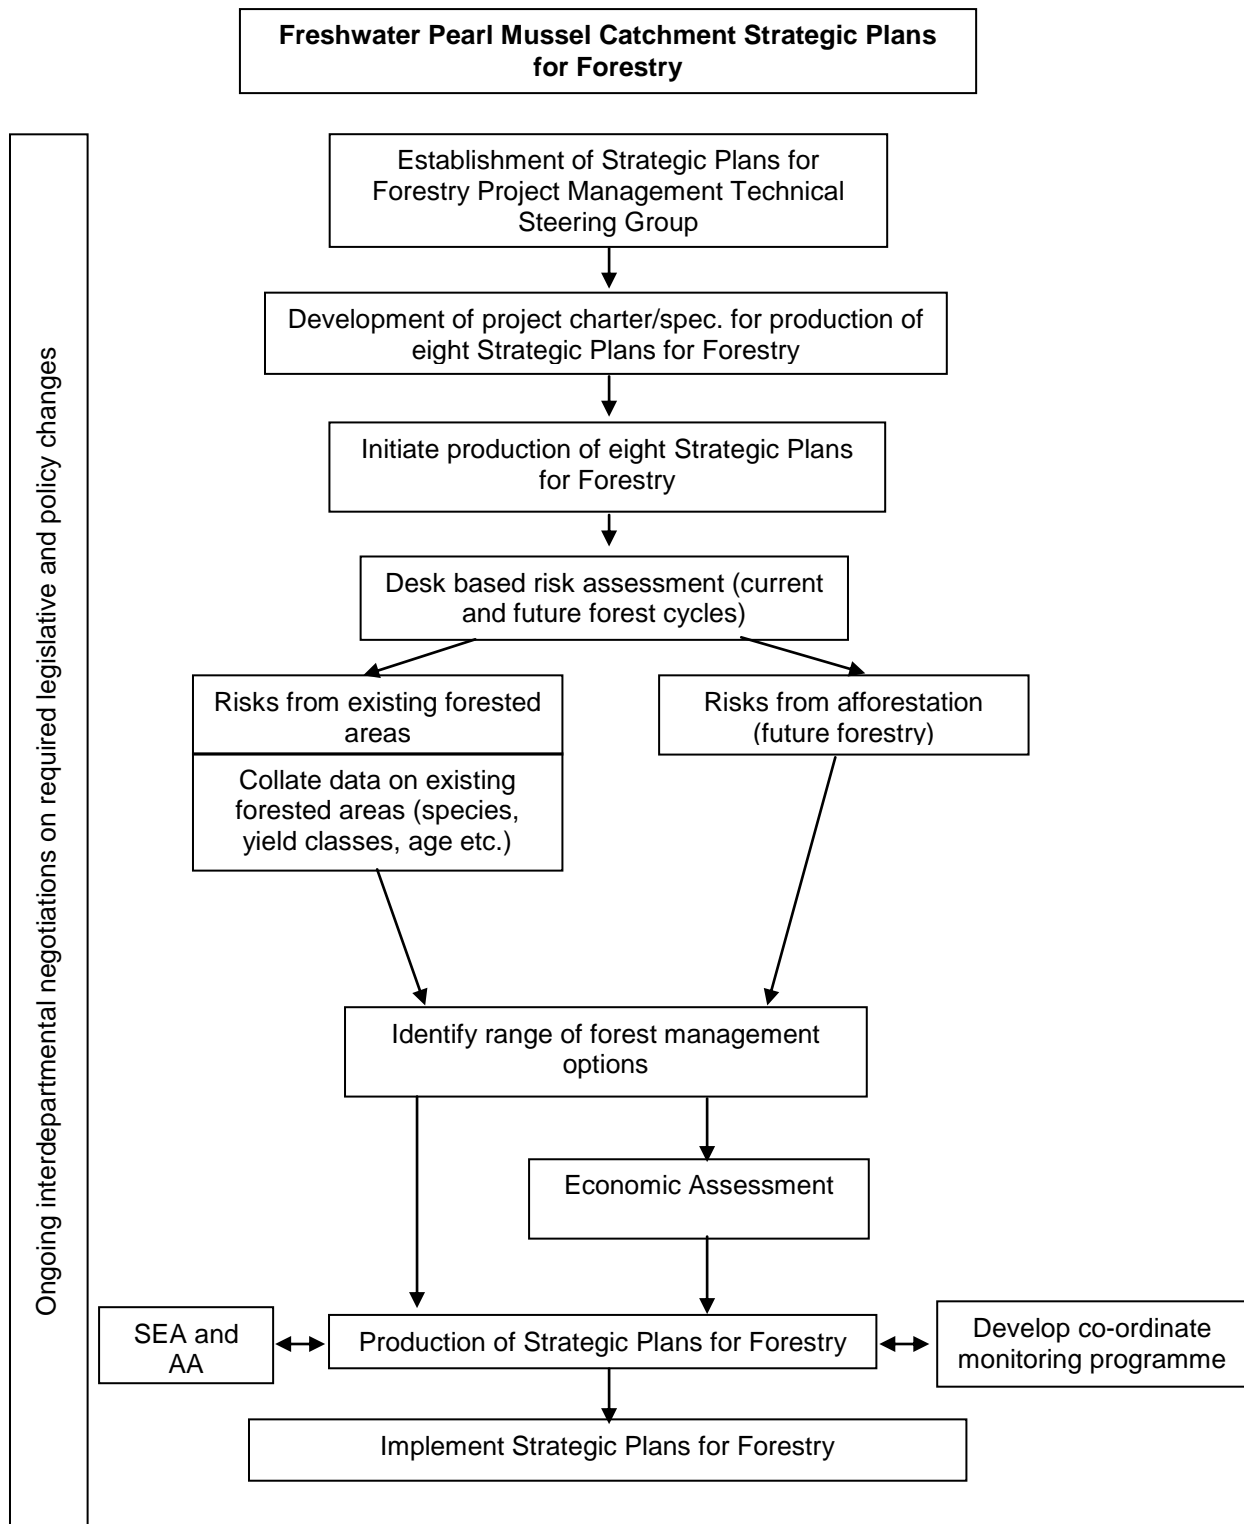 Freshwater Pearl Mussel Catchment Strategic Plans
for Forestry
Ongoing interdepartmental negotiations on required legislative and policy changes
Establishment of Strategic Plans for
Forestry Project Management Technical
Steering Group
Development of project charter/spec. for production of
eight Strategic Plans for Forestry
Initiate production of eight Strategic Plans
for Forestry
Desk based risk assessment (current
and future forest cycles)
Risks from existing forested
areas
Risks from afforestation
(future forestry)
Collate data on existing
forested areas (species,
yield classes, age etc.)
Identify range of forest management
options
Economic Assessment
SEA and
AA
Production of Strategic Plans for Forestry
Develop co-ordinate
monitoring programme
Implement Strategic Plans for Forestry